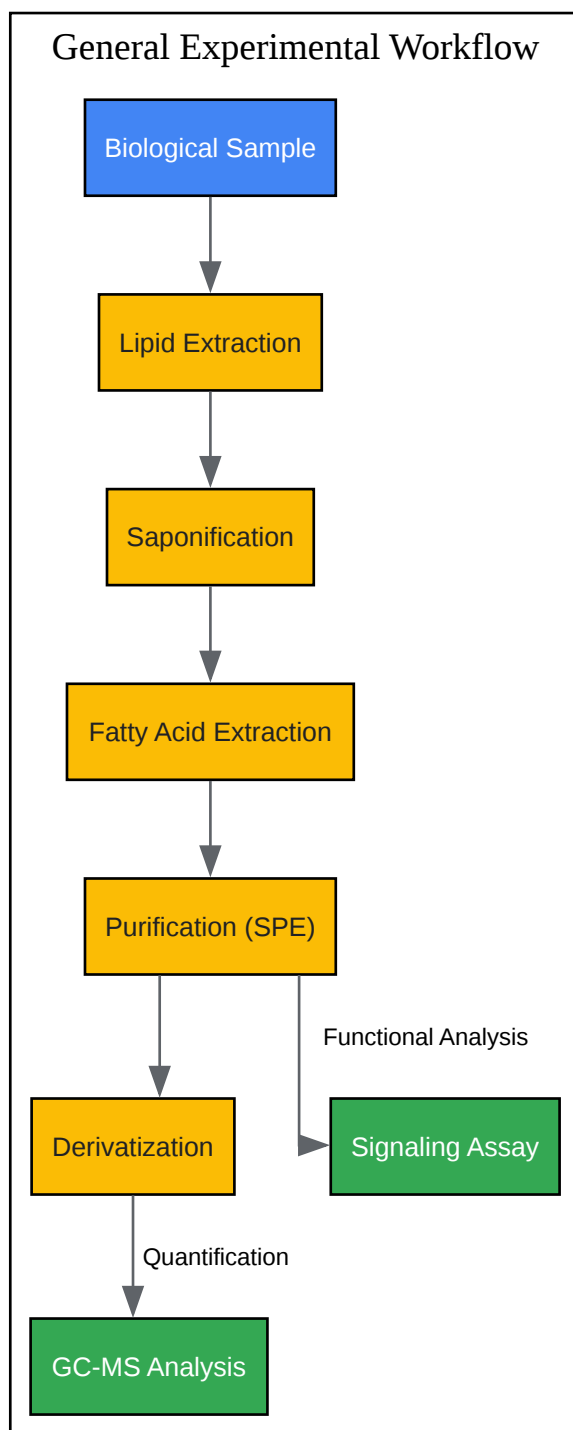 General Experimental Workflow
Biological Sample
Lipid Extraction
Saponification
Fatty Acid Extraction
Purification (SPE)
Functional Analysis
Derivatization
Signaling Assay
Quantification
GC-MS Analysis